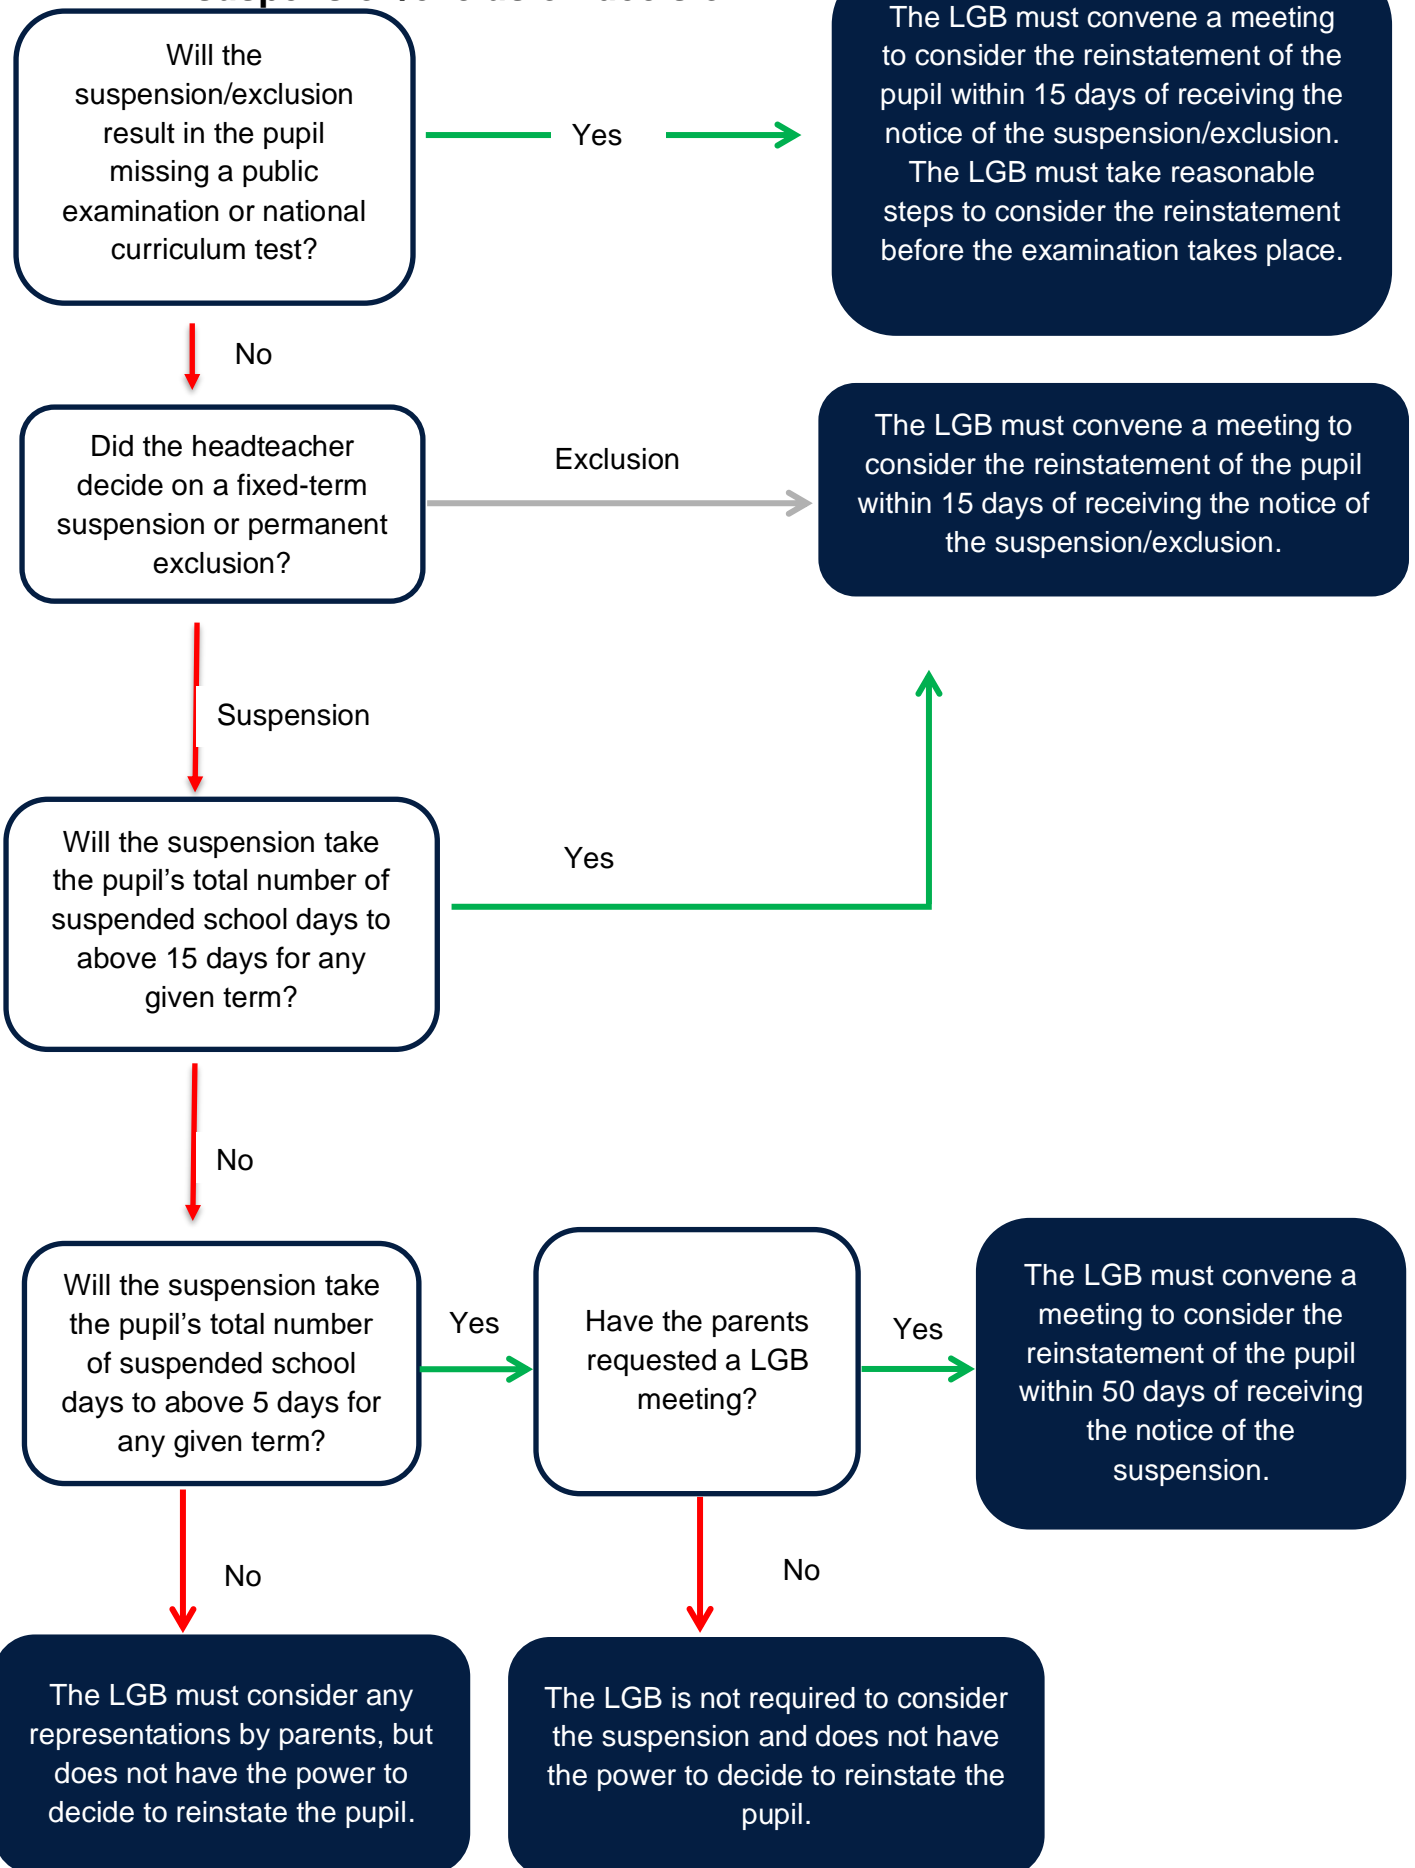 Will the
suspension/exclusion
result in the pupil
missing a public
examination or national
curriculum test?
Yes
The LGB must convene a meeting
to consider the reinstatement of the
pupil within 15 days of receiving the
notice of the suspension/exclusion.
The LGB must take reasonable
steps to consider the reinstatement
before the examination takes place.
No
Did the headteacher
decide on a fixed-term
suspension or permanent
exclusion?
Exclusion
The LGB must convene a meeting to
consider the reinstatement of the pupil
within 15 days of receiving the notice of
the suspension/exclusion.
Suspension
Will the suspension take
the pupil’s total number of
suspended school days to
above 15 days for any
given term?
Yes
No
Will the suspension take
the pupil’s total number
of suspended school
days to above 5 days for
any given term?
Yes
Have the parents
requested a LGB
meeting?
Yes
The LGB must convene a
meeting to consider the
reinstatement of the pupil
within 50 days of receiving
the notice of the
suspension.
No
No
The LGB must consider any
representations by parents, but
does not have the power to
decide to reinstate the pupil.
The LGB is not required to consider
the suspension and does not have
the power to decide to reinstate the
pupil.